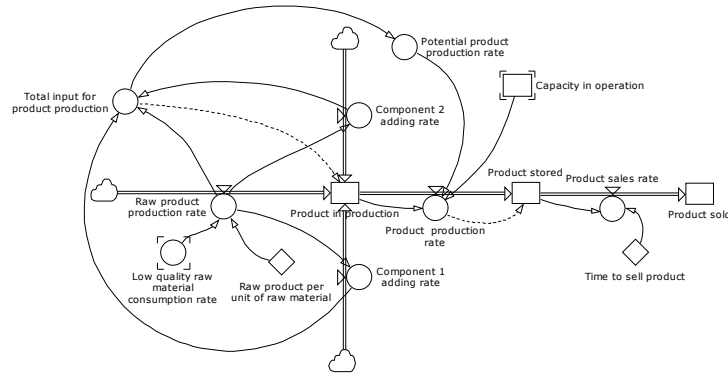 Potential product
production rate
Total input for
product production
Capacity in operation
Component 2
adding rate
Product stored
Product sales rate
Raw product
production rate
Product in production
Product sold
Product production
rate
Low quality raw
material
consumption rate
Raw product per
unit of raw material
Component 1
adding rate
Time to sell product